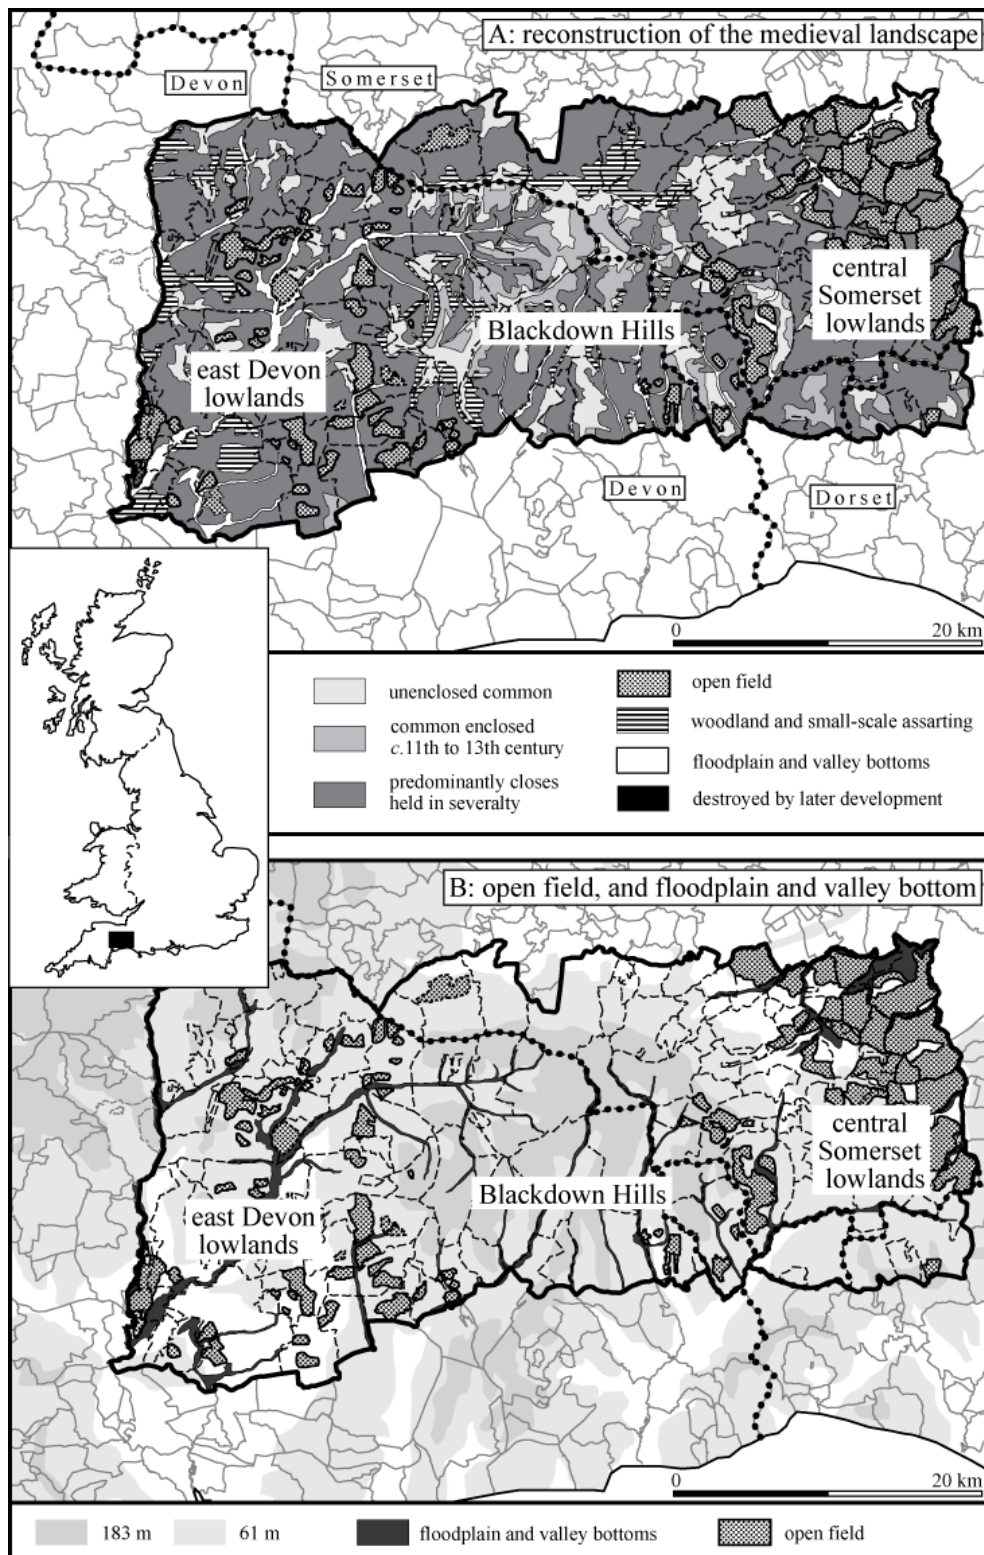 A: reconstruction of the medieval landscape
Devon
Somerset
central
Somerset
lowlands
Blackdown Hills
east Devon
lowlands
Devon
Dorset
0
20 km
unenclosed common
common enclosed
c.11th to 13th century
predominantly closes
held in severalty
open field
woodland and small-scale assarting
floodplain and valley bottoms
destroyed by later development
B: open field, and floodplain and valley bottom
central
Somerset
lowlands
Blackdown Hills
east Devon
lowlands
0
20 km
183 m
61 m
floodplain and valley bottoms
open field